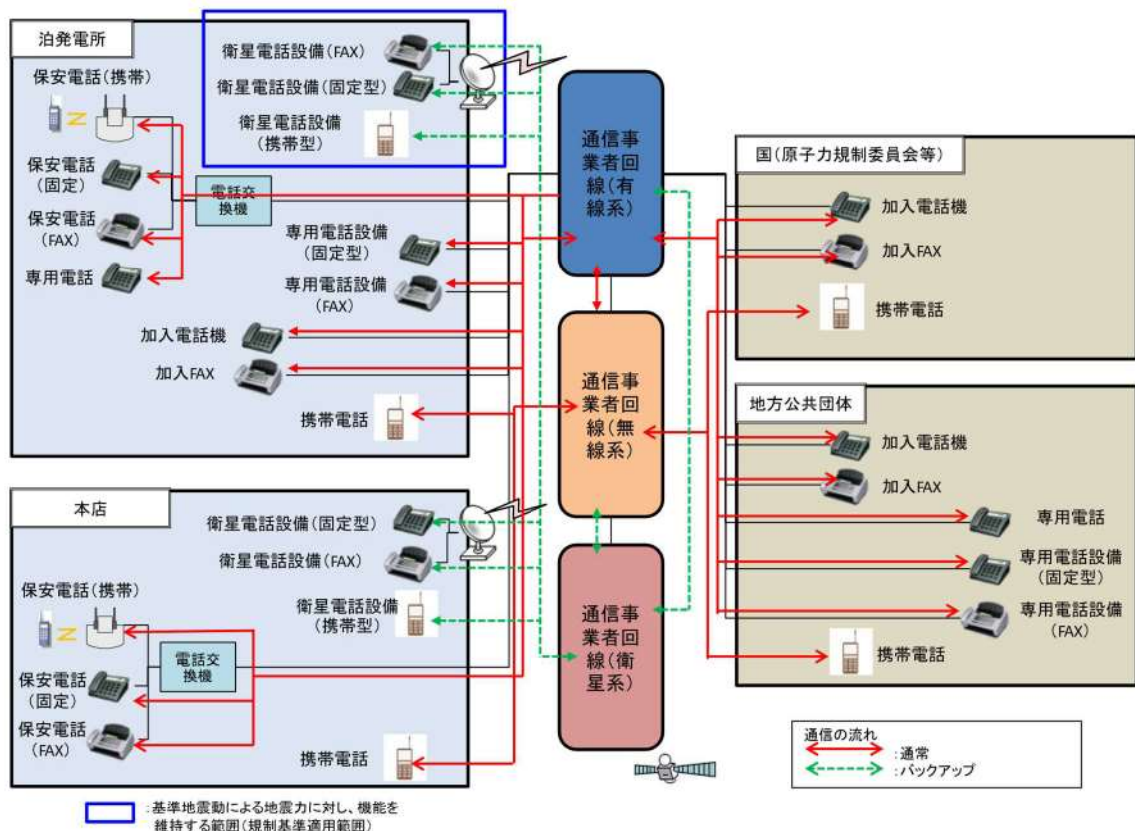 泊発電所
衛星電話設備(FAX)
保安電話(携帯)
衛星電話設備(固定型)
衛星電話設備
(携帯型)
保安電話
(固定)
電話交
換機
保安電話
(FAX)
専用電話設備
(固定型)
専用電話
専用電話設備
(FAX)
加入電話機
加入FAX
携帯電話
本店
衛星電話設備(固定型)
衛星電話設備(FAX)
保安電話(携帯)
衛星電話設備
(携帯型)
電話交
換機
保安電話
(固定)
保安電話
(FAX)
携帯電話
:基準地震動による地震力に対し、機能を
維持する範囲(規制基準適用範囲)
通信事
業者回
線(有
線系)
通信事
業者回
線(無
線系)
通信事
業者回
線(衛
星系)
国(原子力規制委員会等)
加入電話機
加入FAX
携帯電話
地方公共団体
加入電話機
加入FAX
専用電話
専用電話設備
(固定型)
専用電話設備
(FAX)
携帯電話
通信の流れ
:通常
:バックアップ